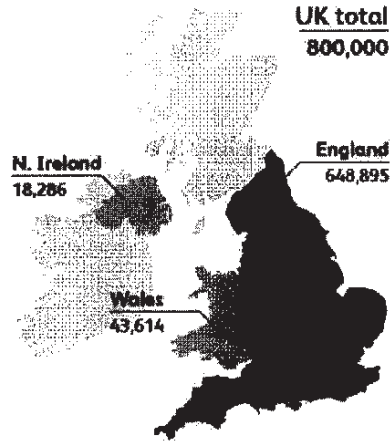 UK total
800,000
England
648,895
N. Ireland
18,286
Wales
43,614